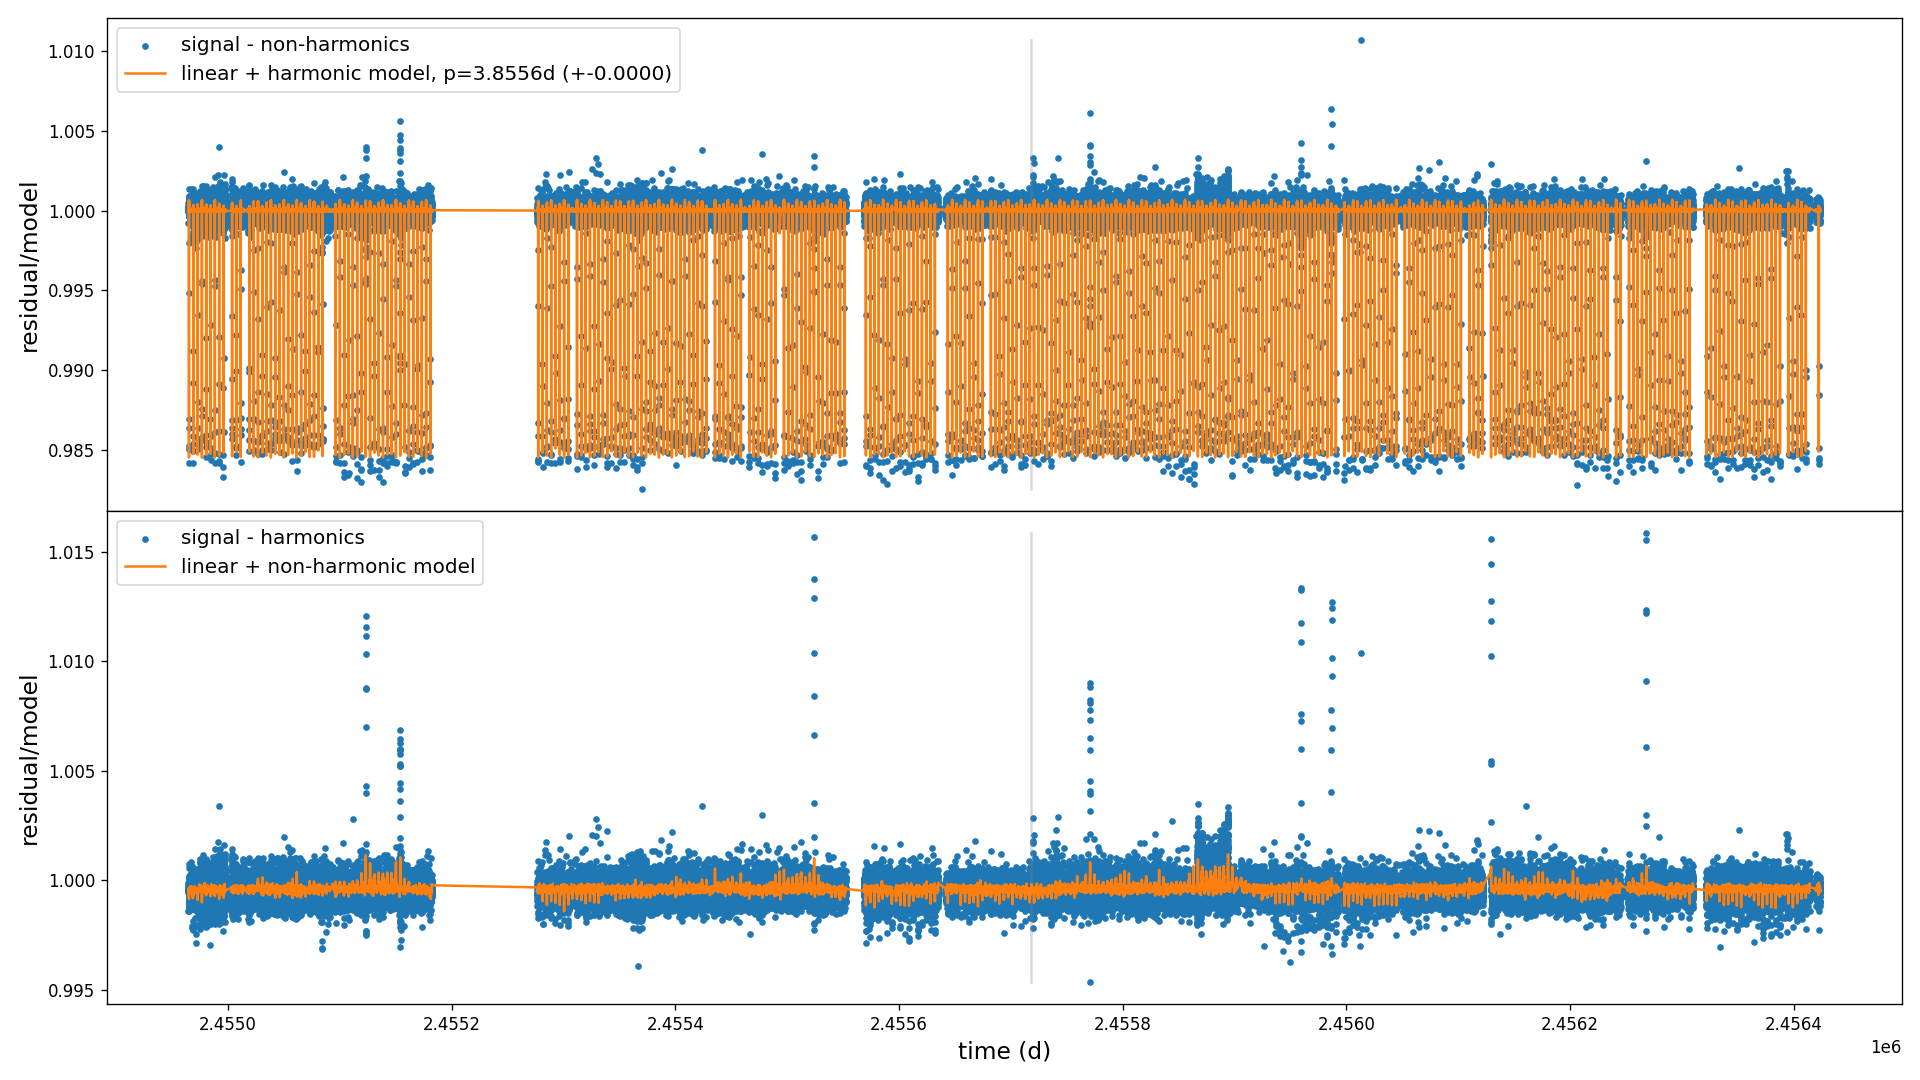 signal - non-harmonics
linear + harmonic model, p=3.8556d (+-0.0000)
1.010
1.005
1.000
0.995
0.990
0.985
residual/model
signal - harmonics
linear + non-harmonic model
1.015
1.010
1.005
1.000
0.995
residual/model
2.4550 2.4552 2.4554 2.4556 2.4558 2.4560 2.4562 2.4564
1e6
time (d)